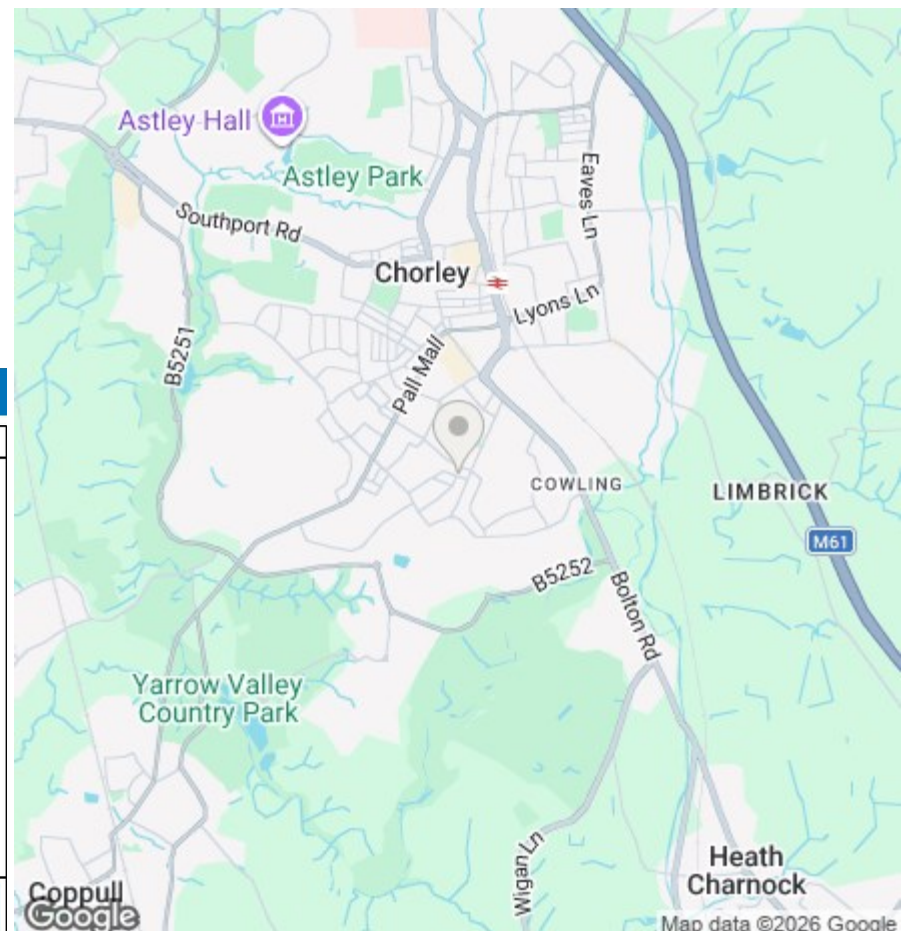 Astley Hall
Astley Park
Southport Rd
Eaves Ln
Chorley
Lyons Ln
B5251
Pall Mall
COWLING
LIMBRICK
M61
B5252
Bolton Rd
Yarrow Valley
Country Park
Wigan Ln
Heath
Charnock
Coppull
Google
Map data ©2026 Google